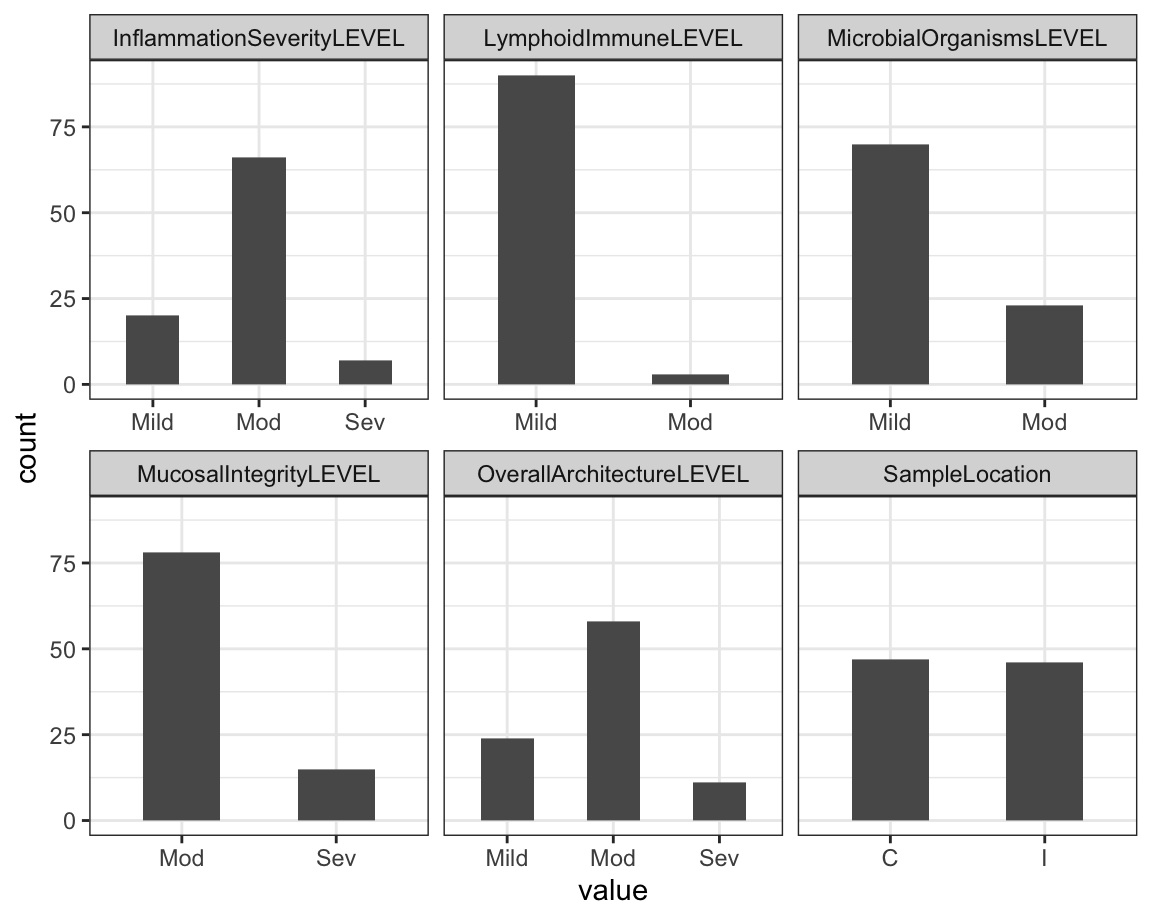 InflammationSeverityLEVEL
LymphoidImmuneLEVEL
MicrobialOrganismsLEVEL
75
50
25
0
Mild Mod Sev
Mild Mod
Mild Mod
count
MucosalIntegrityLEVEL
OverallArchitectureLEVEL
SampleLocation
75
50
25
0
Mod Sev
Mild Mod Sev
C I
value